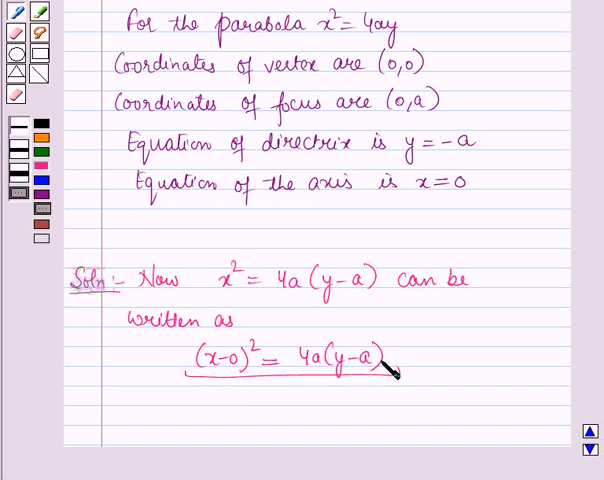 For the parabola x² = 4ay
Coordinates of vertex are (0,0)
Coordinates of focus are (0,a)
Equation of directrix is y = -a
Equation of the axis is x = 0
Soln:- Now x² = 4a(y-a) can be
written as
(x-0)² = 4a(y-a)